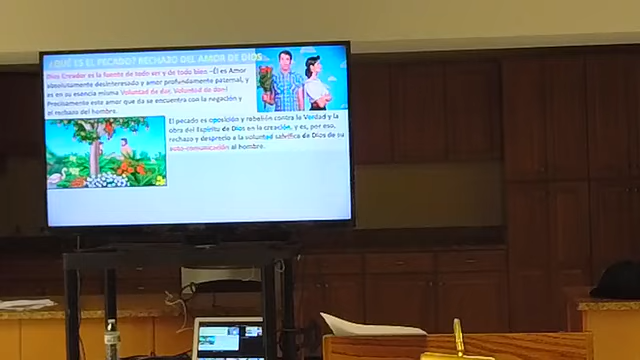 ¿QUÉ ES EL PECADO? RECHAZO DEL AMOR DE DIOS
Dios Creador es la fuente de todo ser y de todo bien –Él es Amor
absolutamente desinteresado y amor profundamente paternal, y
es en su esencia misma Voluntad de dar, Voluntad de don!
Precisamente este amor que da se encuentra con la negación y
el rechazo del hombre.
El pecado es oposición y rebelión contra la Verdad y la
obra del Espíritu de Dios en la creación, y es, por eso,
rechazo y desprecio a la voluntad salvífica de Dios de su
auto-comunicación al hombre.